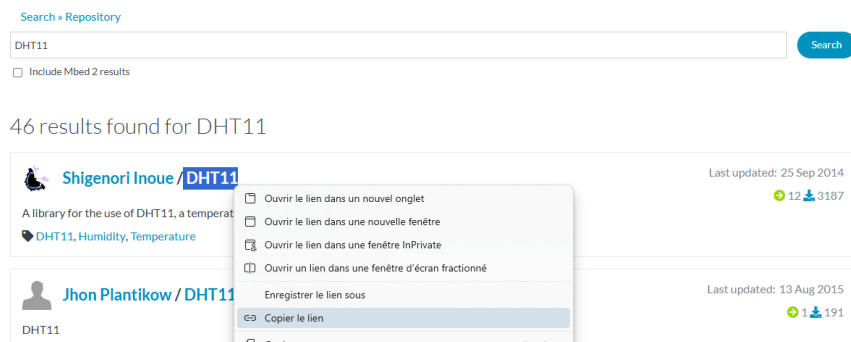 Search » Repository
DHT11
Search
Include Mbed 2 results
46 results found for DHT11
Shigenori Inoue / DHT11
Last updated: 25 Sep 2014
12 3187
A library for the use of DHT11, a temperat
DHT11, Humidity, Temperature
Ouvrir le lien dans un nouvel onglet
Ouvrir le lien dans une nouvelle fenêtre
Ouvrir le lien dans une fenêtre InPrivate
Ouvrir un lien dans une fenêtre d'écran fractionné
Enregistrer le lien sous
Copier le lien
Jhon Plantikow / DHT11
Last updated: 13 Aug 2015
1 191
DHT11